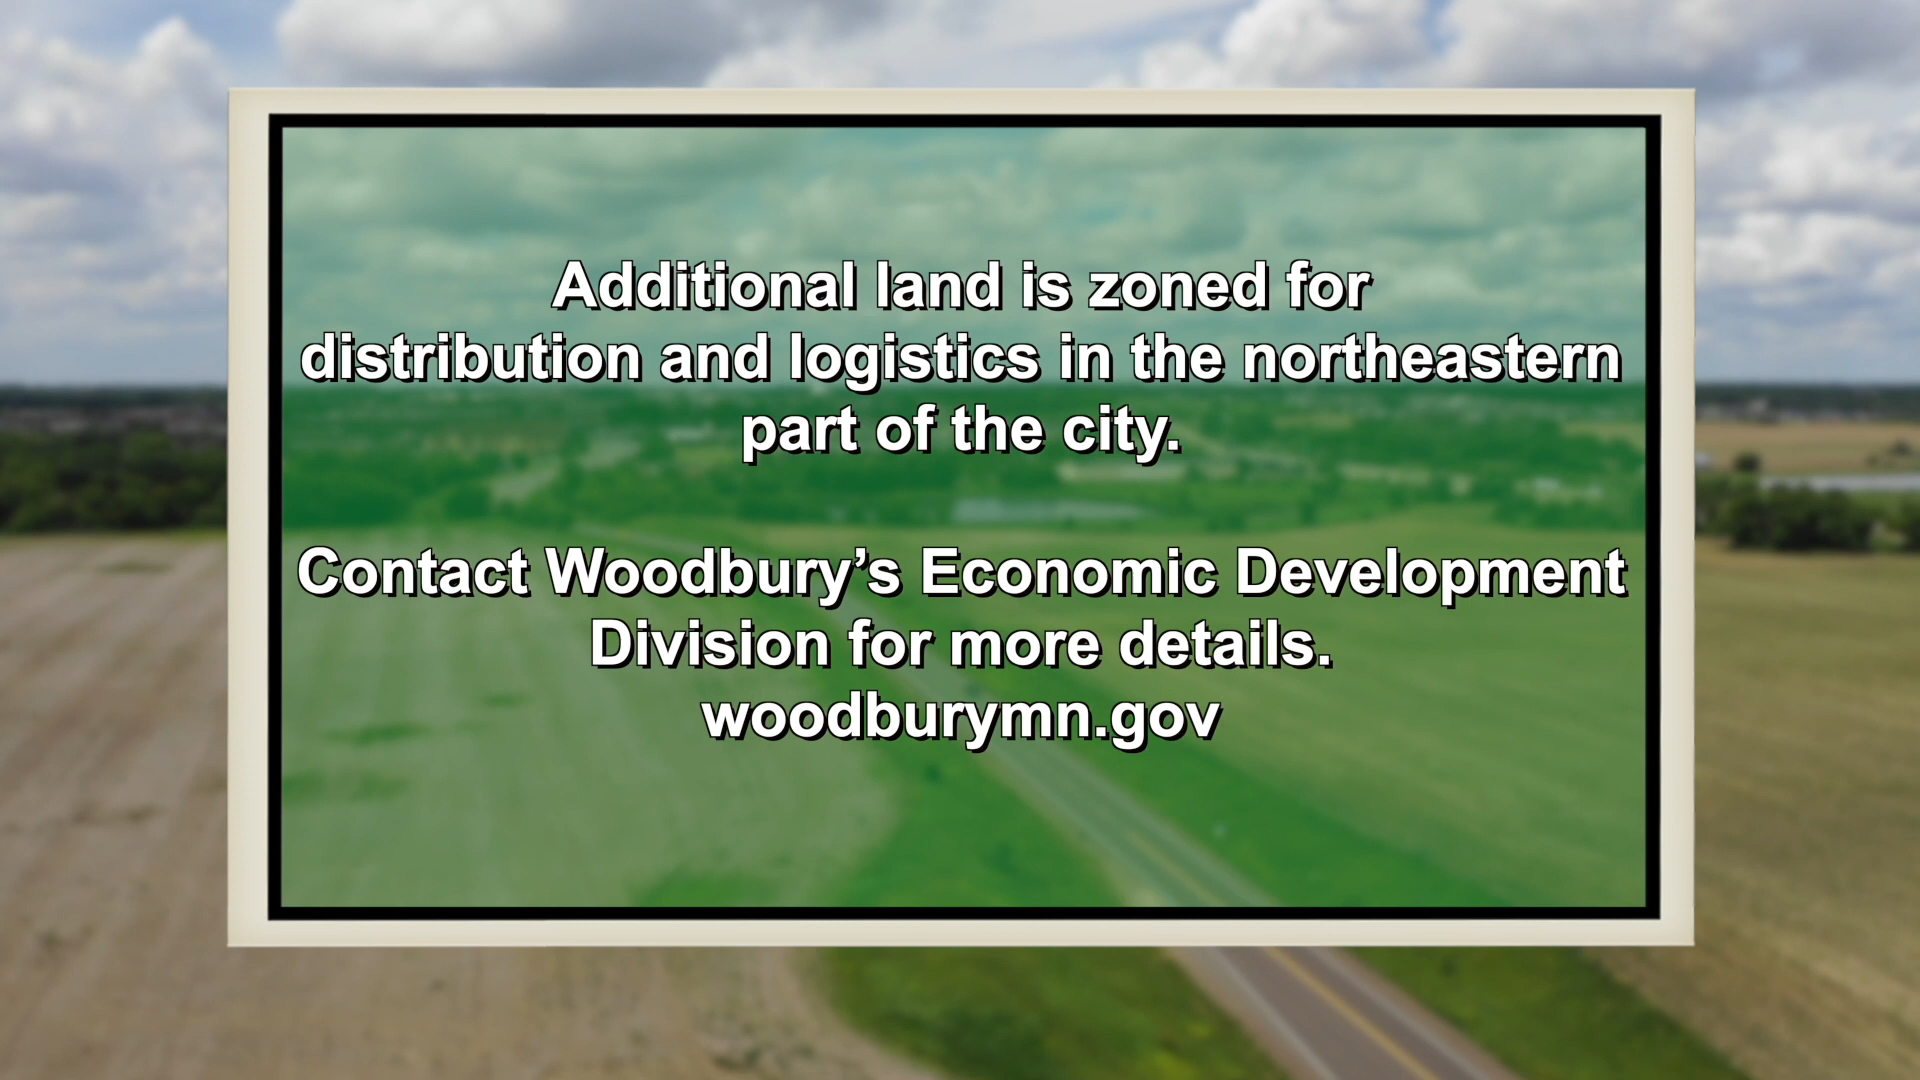 Additional land is zoned for
distribution and logistics in the northeastern
part of the city.
Contact Woodbury’s Economic Development
Division for more details.
woodburymn.gov